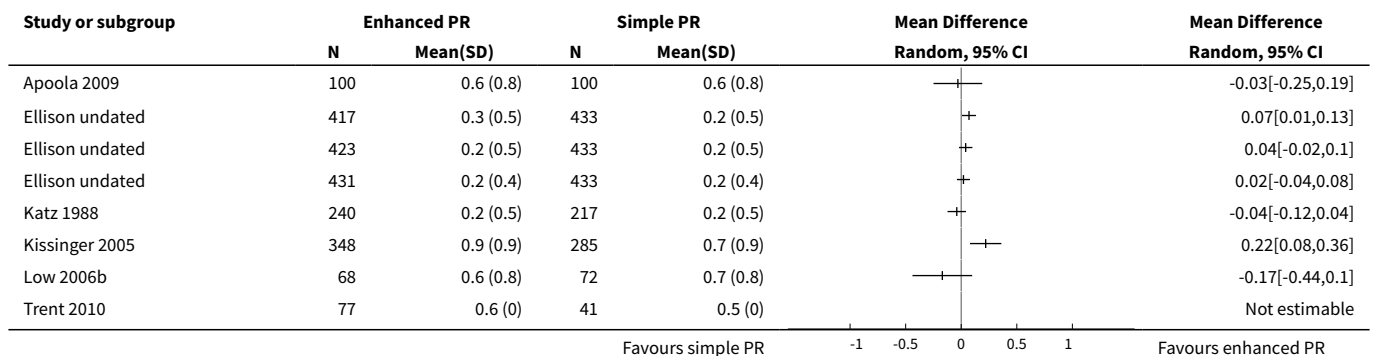 Study or subgroup Enhanced PR Simple PR Mean Difference Mean Difference
N Mean(SD) N Mean(SD) Random, 95% CI Random, 95% CI
Apoola 2009 100 0.6 (0.8) 100 0.6 (0.8) -0.03[-0.25,0.19]
Ellison undated 417 0.3 (0.5) 433 0.2 (0.5) 0.07[0.01,0.13]
Ellison undated 423 0.2 (0.5) 433 0.2 (0.5) 0.04[-0.02,0.1]
Ellison undated 431 0.2 (0.4) 433 0.2 (0.4) 0.02[-0.04,0.08]
Katz 1988 240 0.2 (0.5) 217 0.2 (0.5) -0.04[-0.12,0.04]
Kissinger 2005 348 0.9 (0.9) 285 0.7 (0.9) 0.22[0.08,0.36]
Low 2006b 68 0.6 (0.8) 72 0.7 (0.8) -0.17[-0.44,0.1]
Trent 2010 77 0.6 (0) 41 0.5 (0) Not estimable
Favours simple PR -1 -0.5 0 0.5 1 Favours enhanced PR